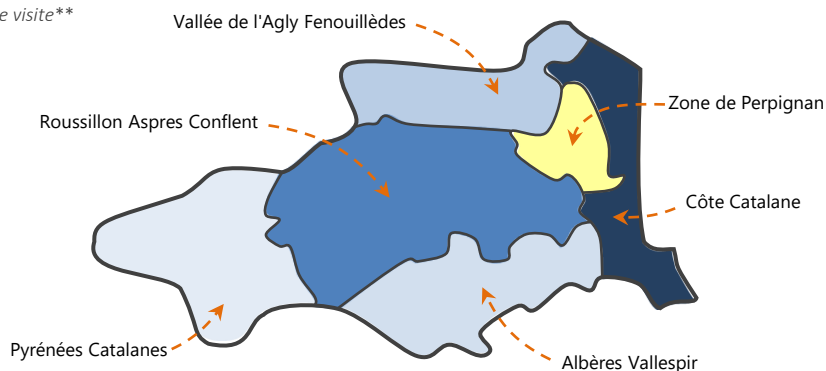 e visite**
Vallée de l'Agly Fenouillèdes
Zone de Perpignan
Roussillon Aspres Conflent
Côte Catalane
Pyrénées Catalanes
Albères Vallespir